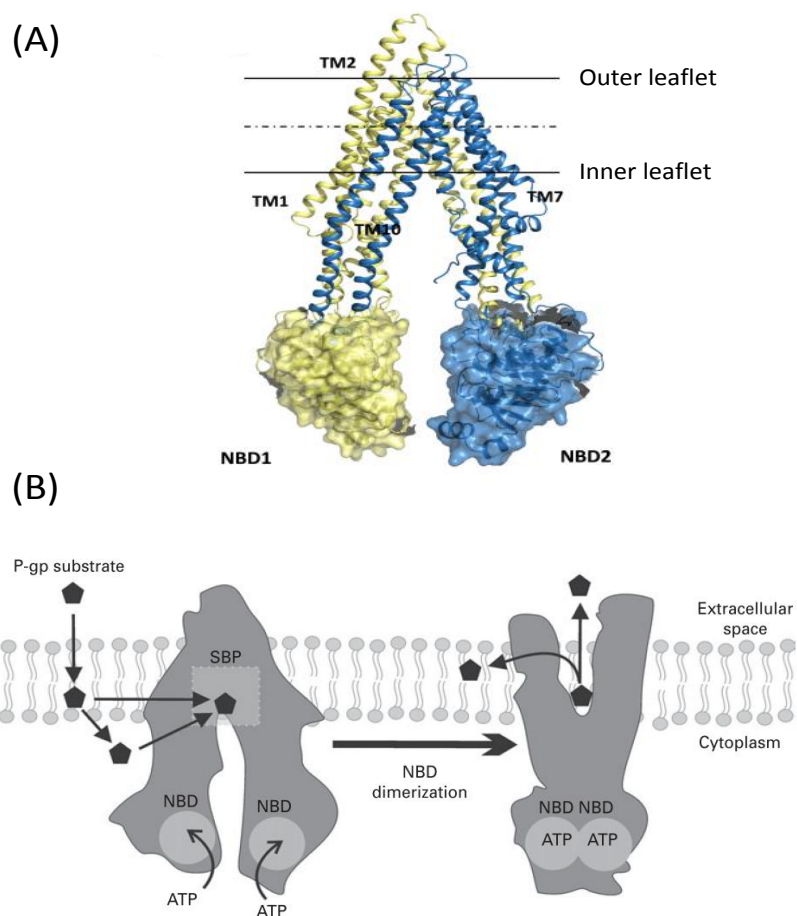 (A)
TM2
Outer leaflet
Inner leaflet
TM1
TM7
TM10
NBD1
NBD2
(B)
P-gp substrate
Extracellular
space
SBP
Cytoplasm
NBD
dimerization
NBD
NBD
NBD NBD
ATP
ATP
ATP
ATP